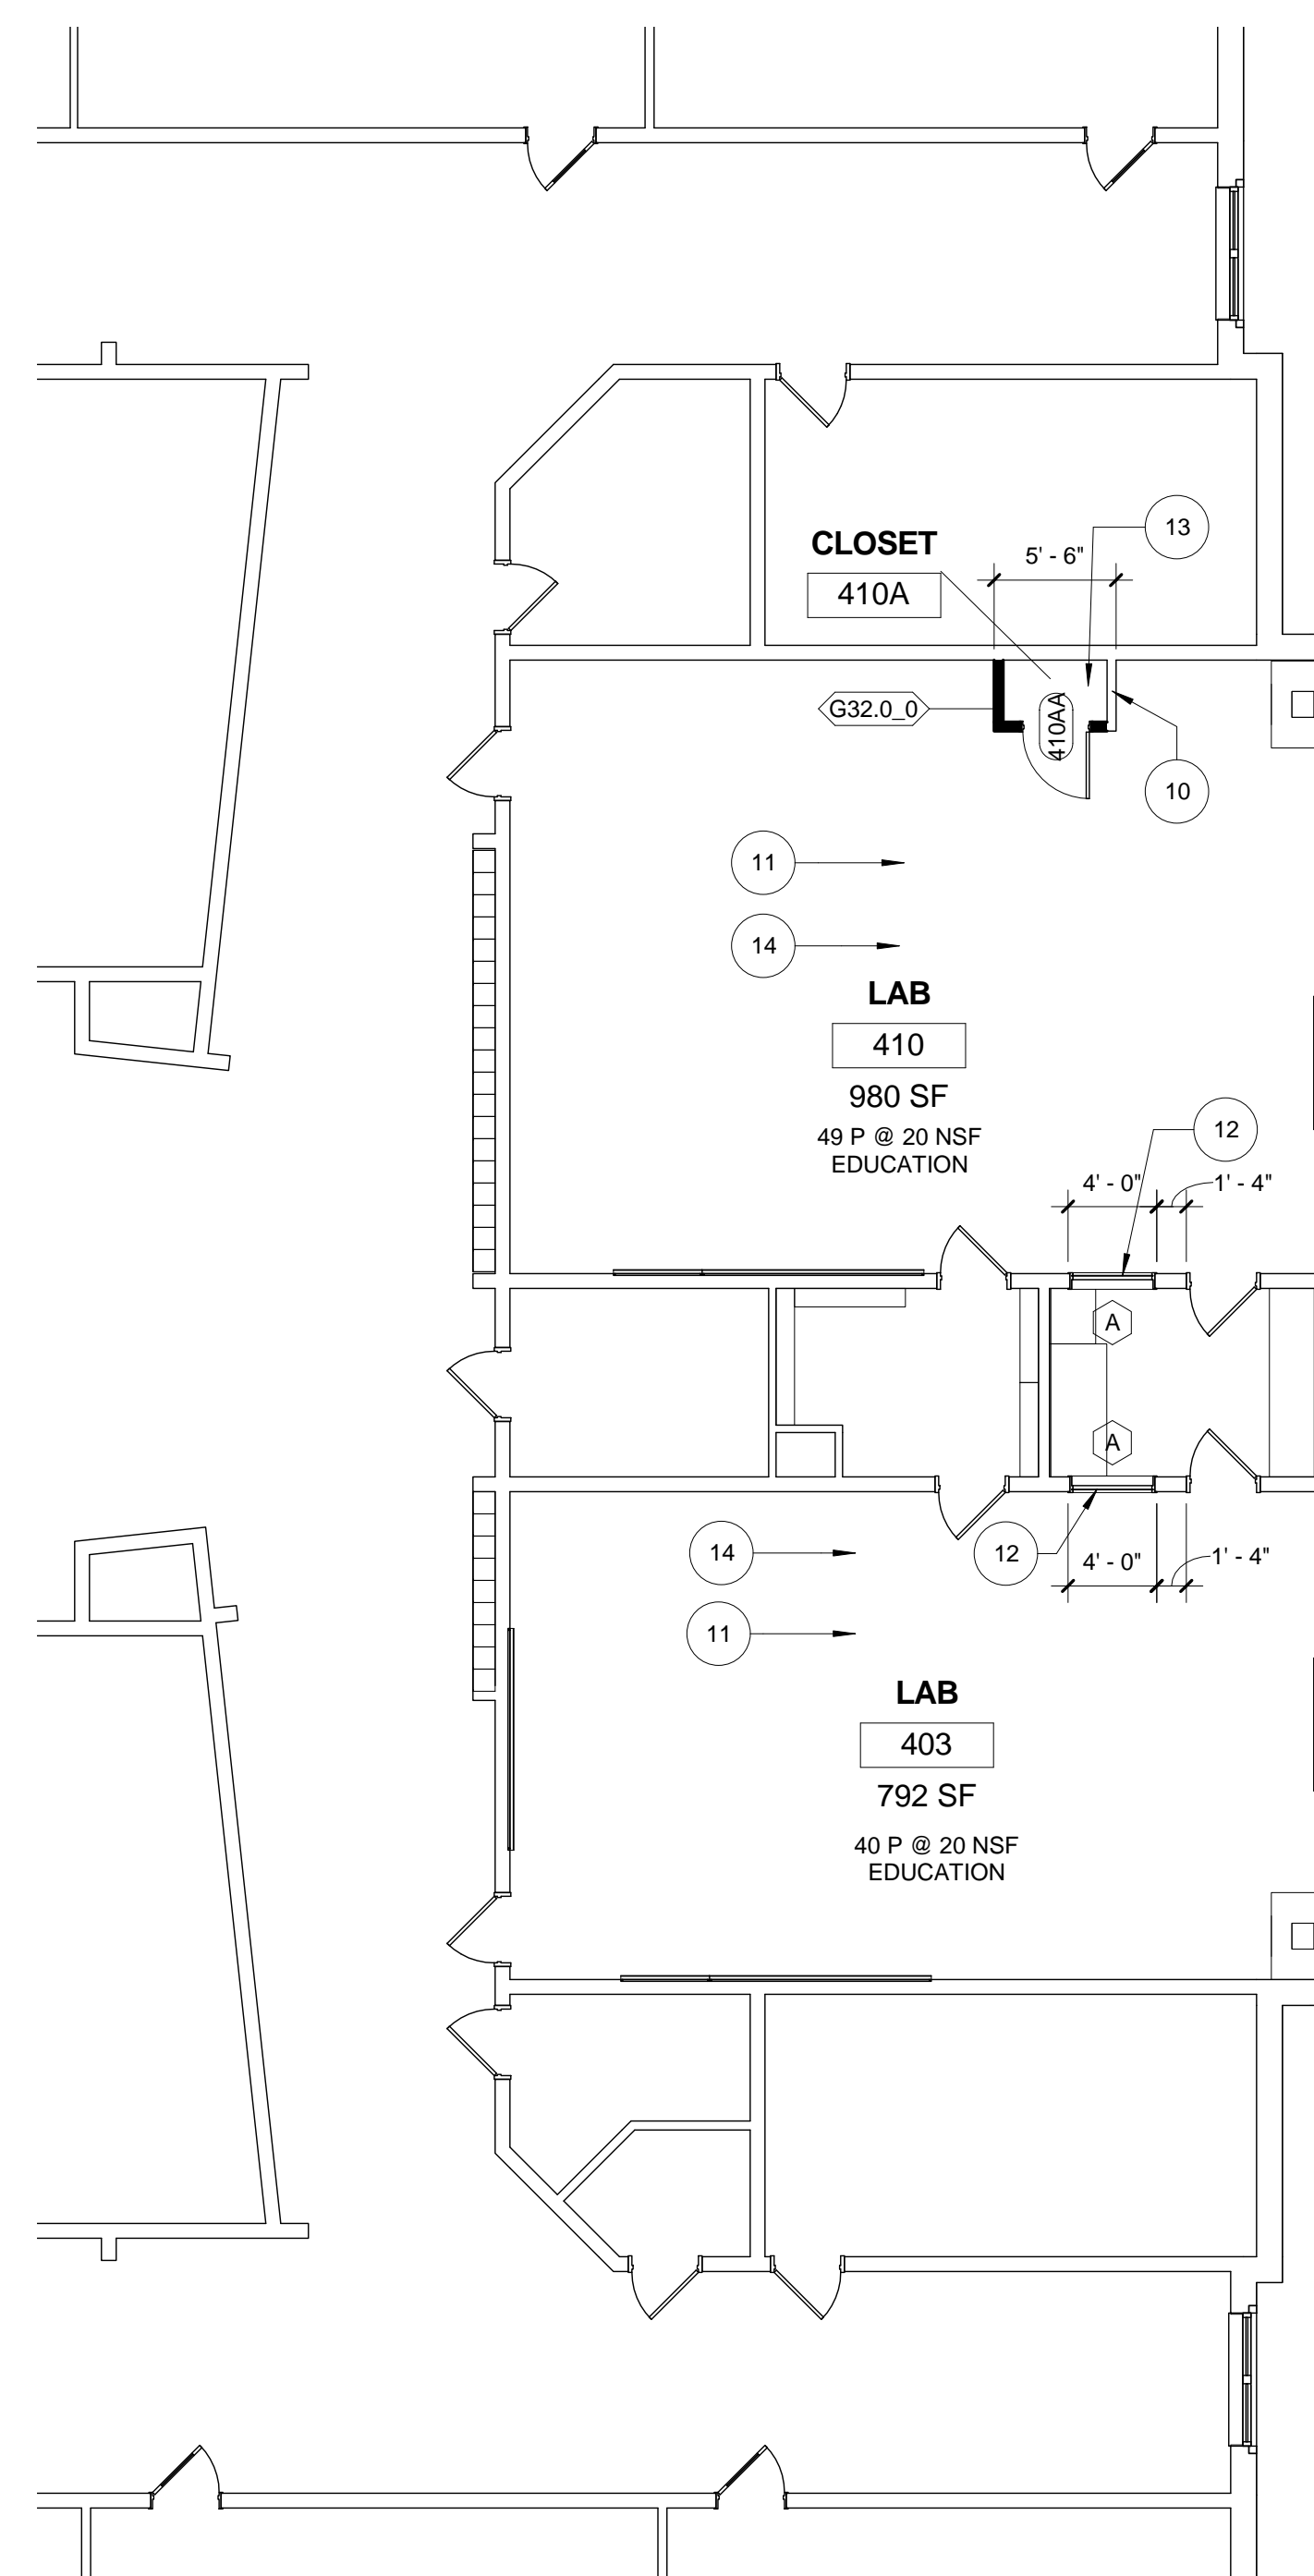 CLOSET
410A
5' - 6"
13
G32.0_0
410AA
10
11
14
LAB
410
980 SF
49 P @ 20 NSF
EDUCATION
12
4' - 0"
1' - 4"
A
A
14
12
4' - 0"
1' - 4"
11
LAB
403
792 SF
40 P @ 20 NSF
EDUCATION